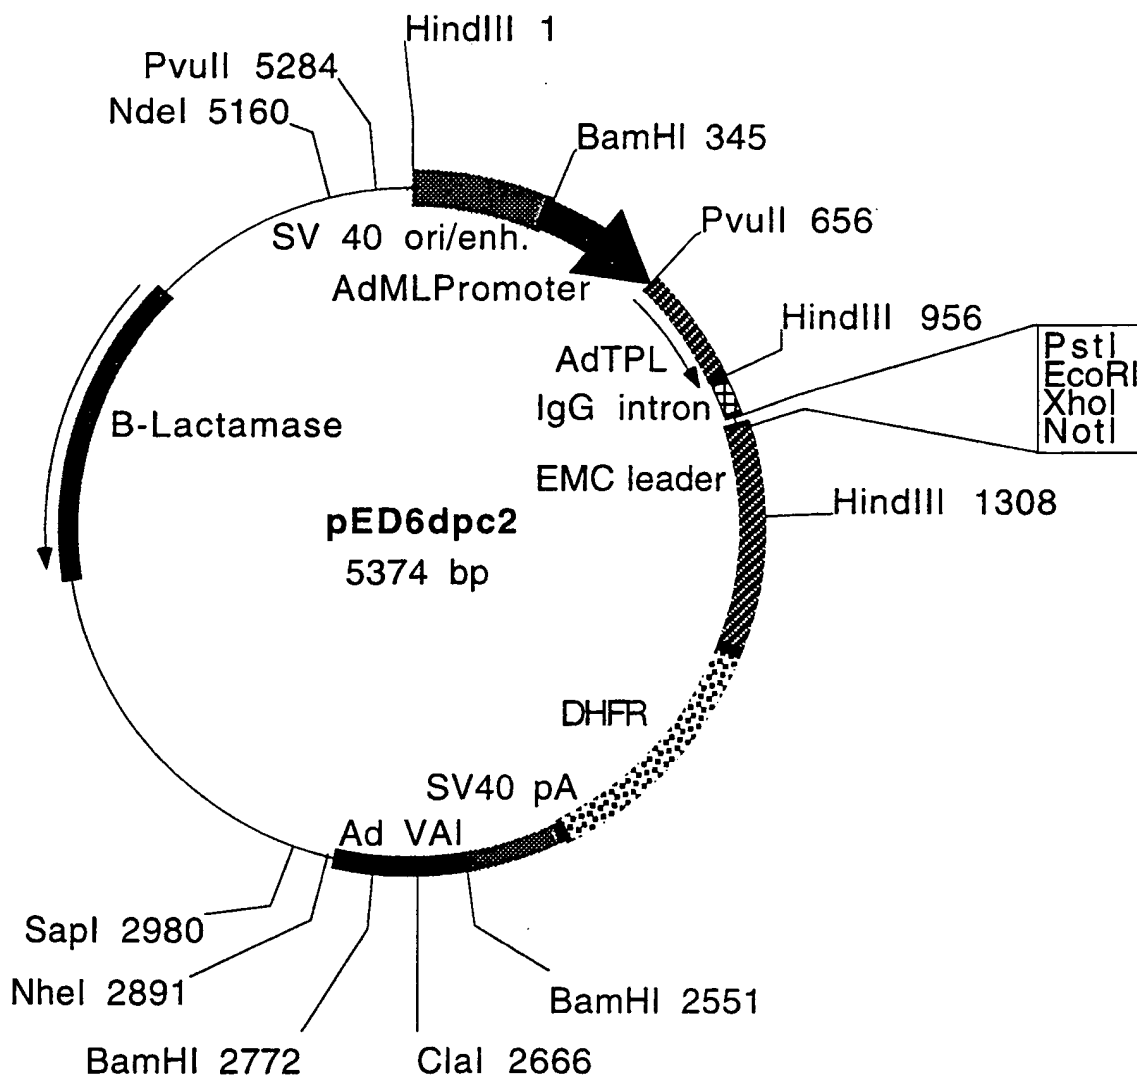 HindIII 1
PvuII 5284
NdeI 5160
BamHI 345
SV 40 ori/enh.
PvuII 656
AdMLPromoter
HindIII 956
AdTPL
IgG intron
PstI
EcoRI
XhoI
NotI
B-Lactamase
EMC leader
HindIII 1308
pED6dpc2
5374 bp
DHFR
SV40 pA
Ad VAI
SapI 2980
NheI 2891
BamHI 2551
BamHI 2772
ClaI 2666